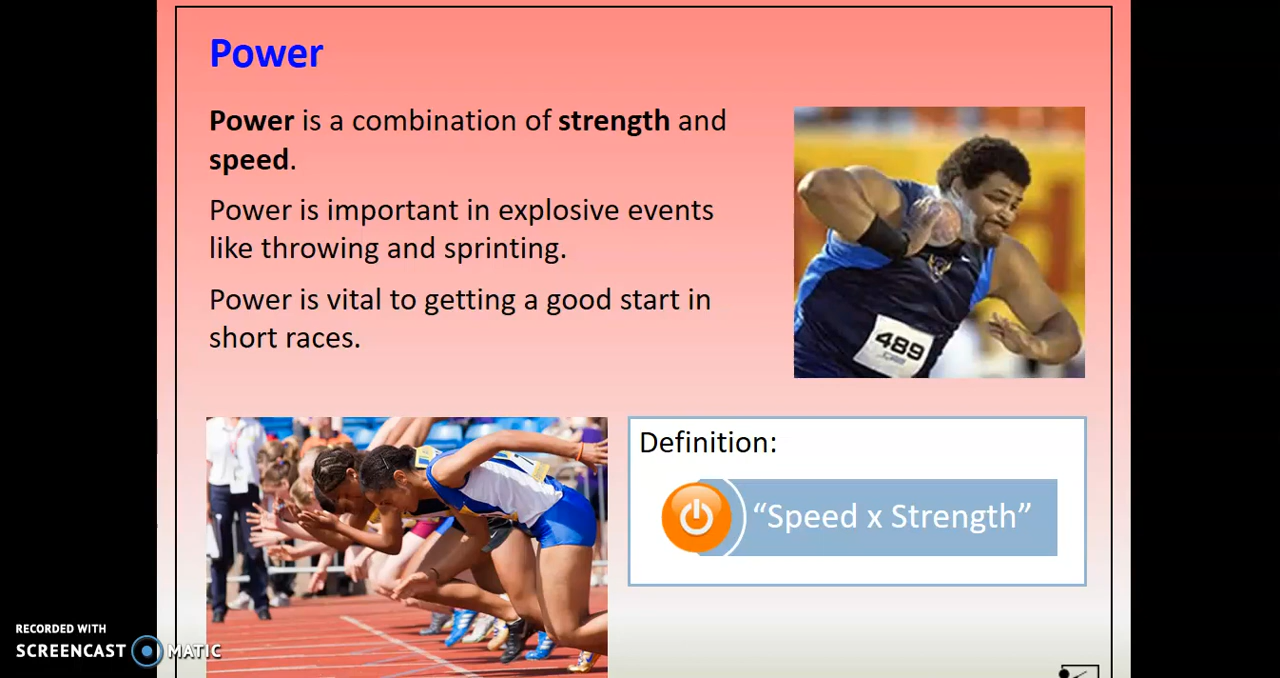 Power
Power is a combination of strength and
speed.
Power is important in explosive events
like throwing and sprinting.
Power is vital to getting a good start in
short races.
489
Definition:
“Speed x Strength”
RECORDED WITH
SCREENCAST MATIC